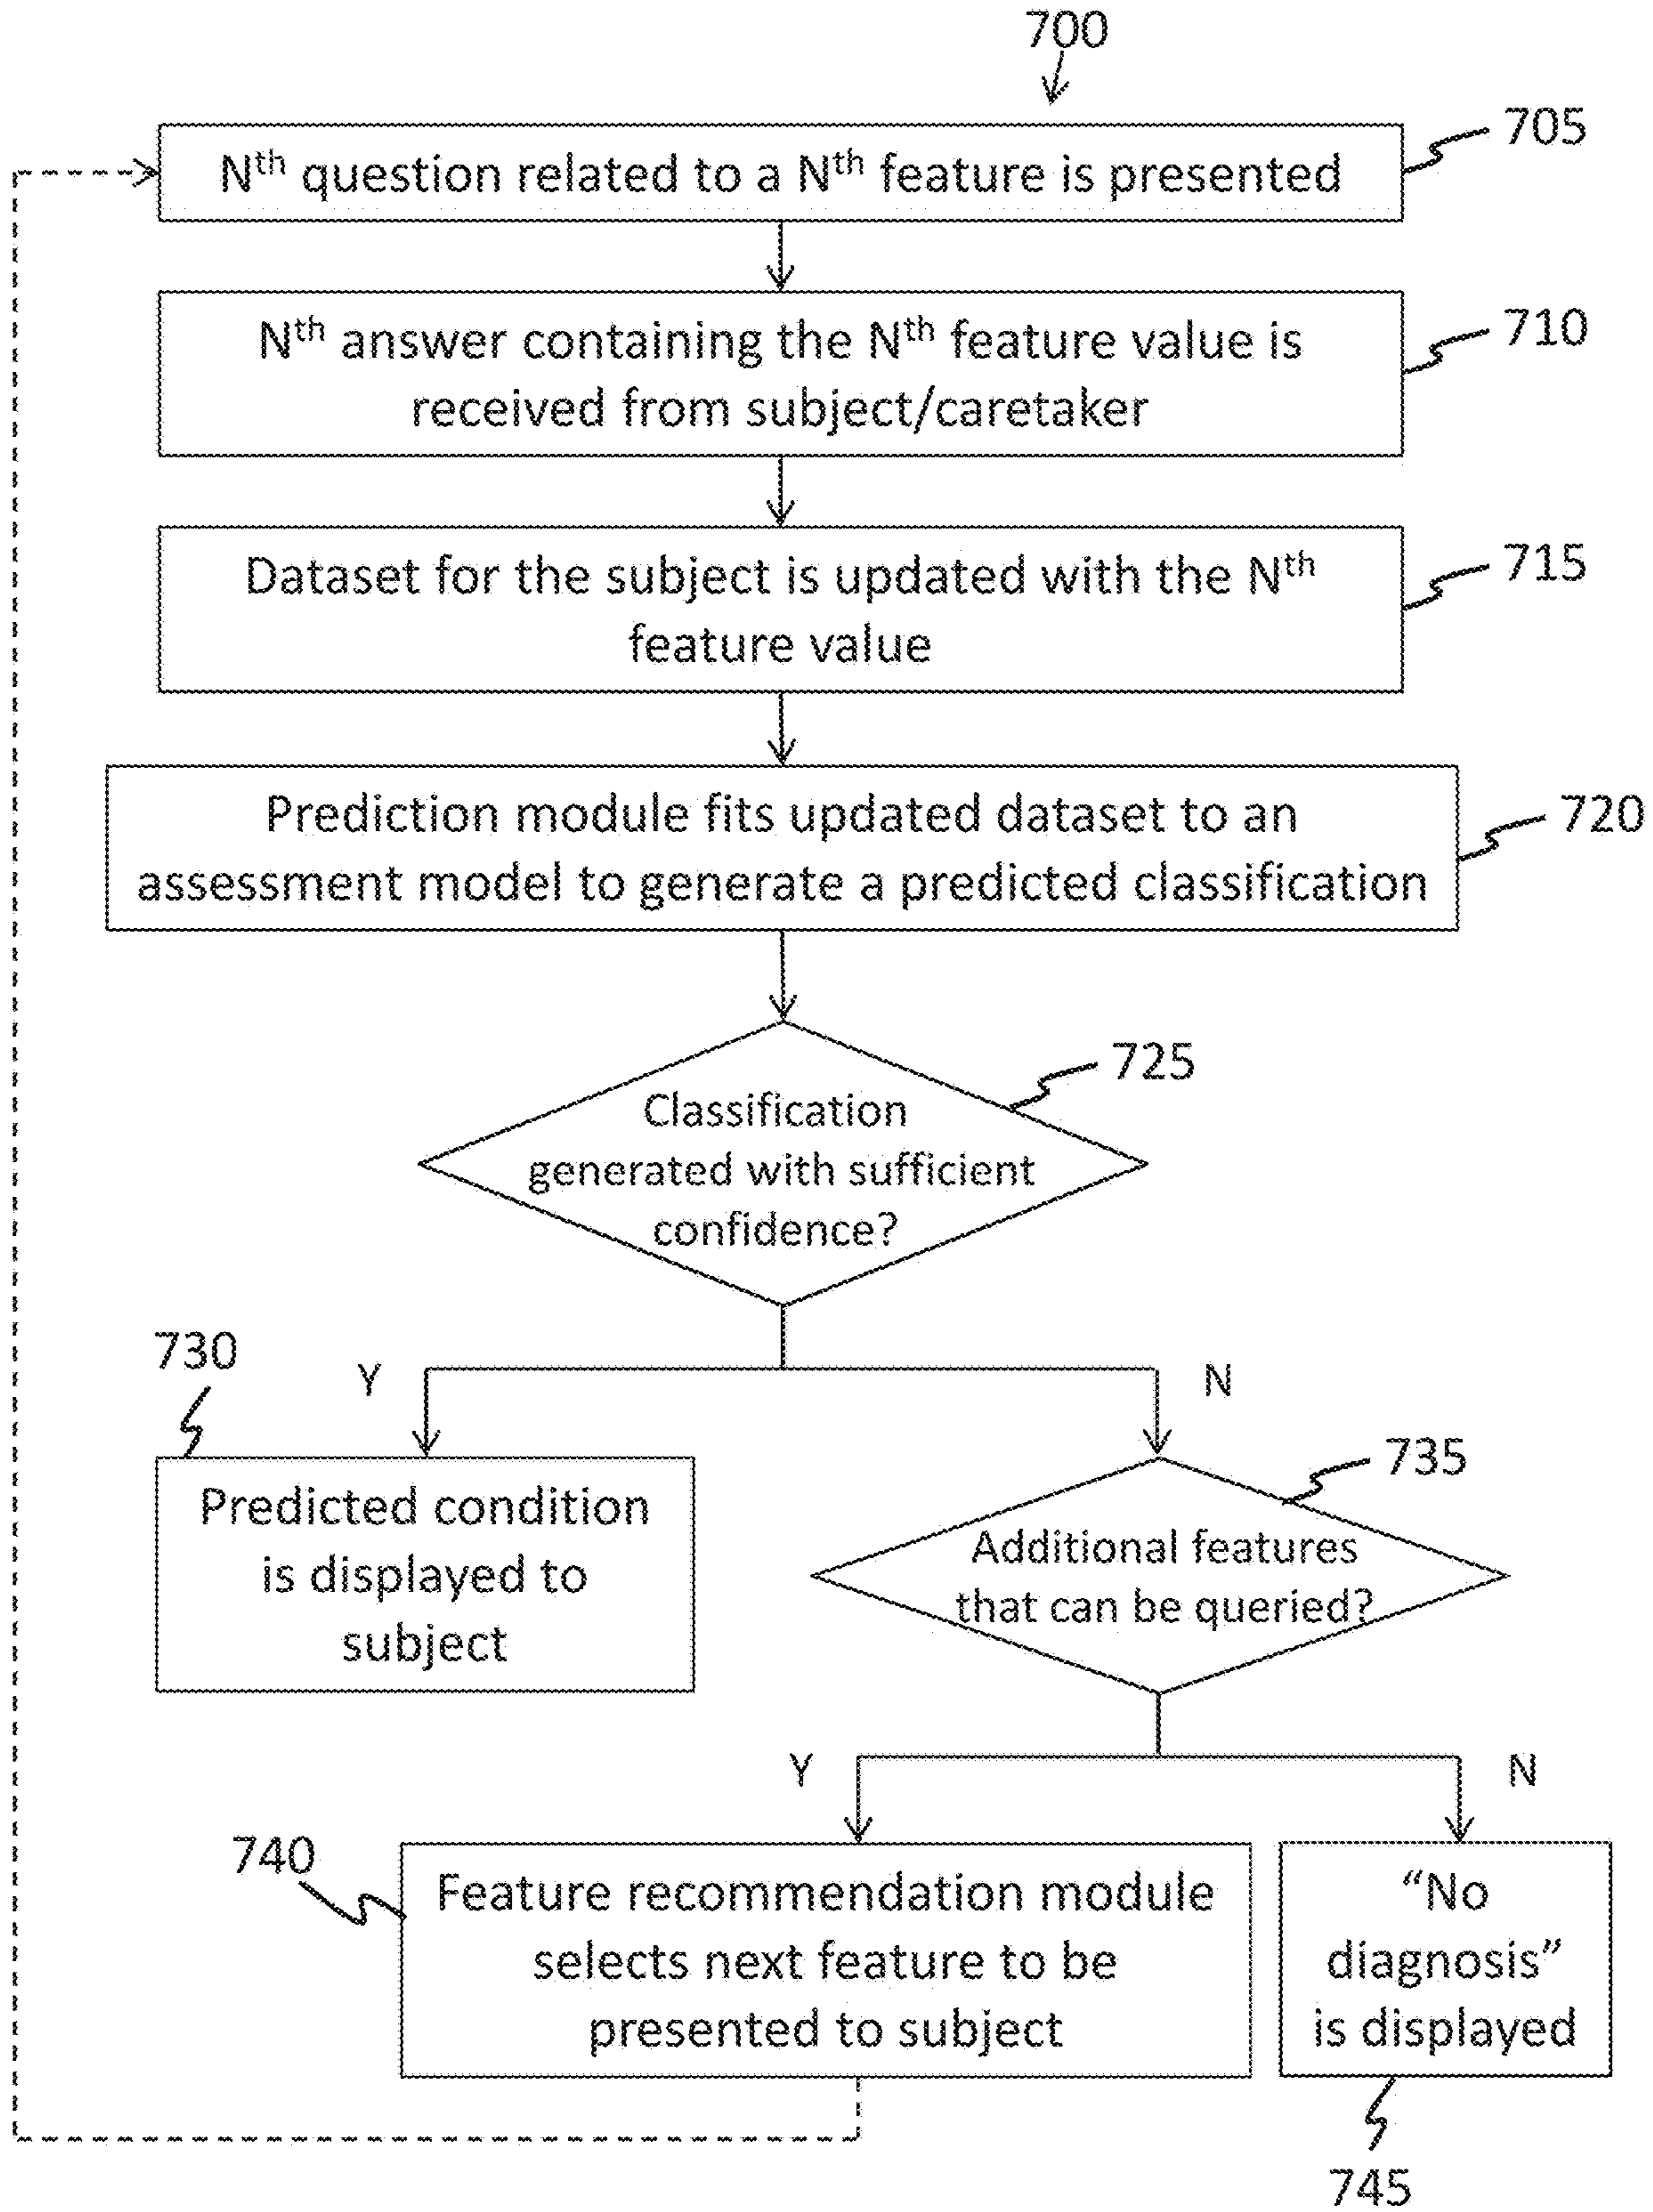 700
705
Nth question related to a Nth feature is presented
710
Nth answer containing the Nth feature value is
received from subject/caretaker
715
Dataset for the subject is updated with the Nth
feature value
720
Prediction module fits updated dataset to an
assessment model to generate a predicted classification
725
Classification
generated with sufficient
confidence?
730
Y
N
735
Predicted condition
is displayed to
subject
Additional features
that can be queried?
Y
N
740
Feature recommendation module
selects next feature to be
presented to subject
“No
diagnosis”
is displayed
745